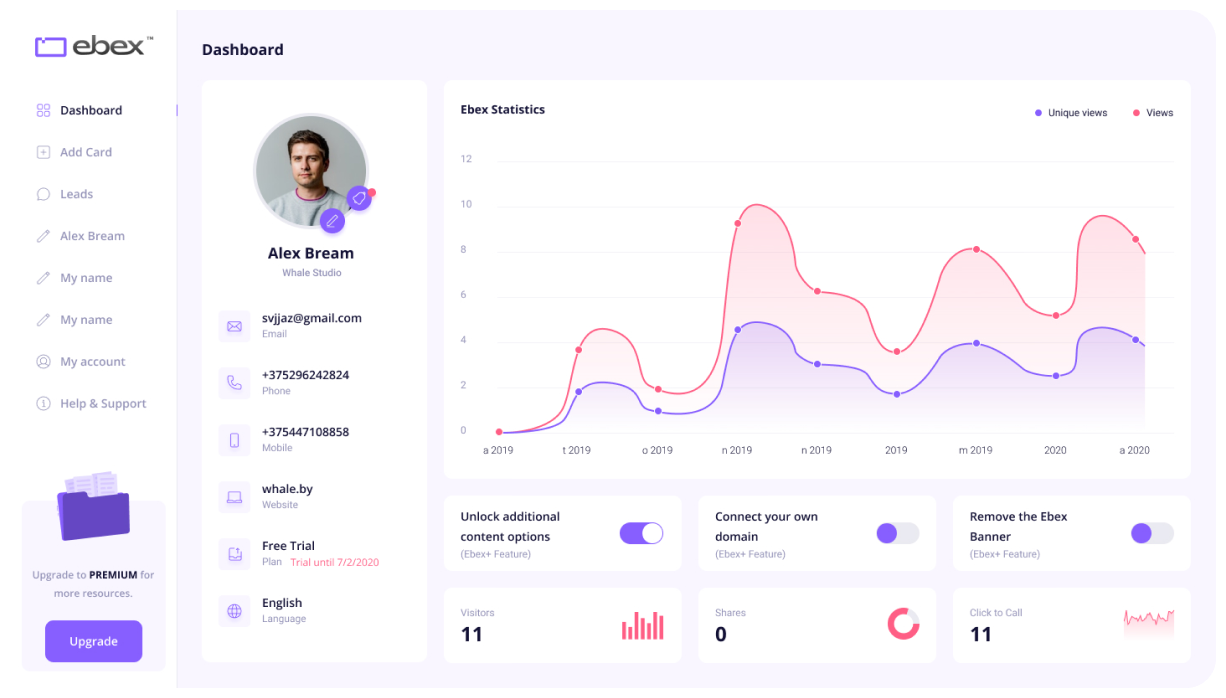 ebex™
Dashboard
Add Card
Leads
Alex Bream
My name
My name
My account
Help & Support
Upgrade to PREMIUM for
more resources.
Upgrade
Dashboard
Alex Bream
Whale Studio
svjjaz@gmail.com
Email
+375296242824
Phone
+375447108858
Mobile
whale.by
Website
Free Trial
Plan Trial until 7/2/2020
English
Language
Ebex Statistics
Unique views
Views
12
10
8
6
4
2
0
a 2019 t 2019 o 2019 n 2019 n 2019 2019 m 2019 2020 a 2020
Unlock additional
content options
(Ebex+ Feature)
Connect your own
domain
(Ebex+ Feature)
Remove the Ebex
Banner
(Ebex+ Feature)
Visitors
11
Shares
0
Click to Call
11